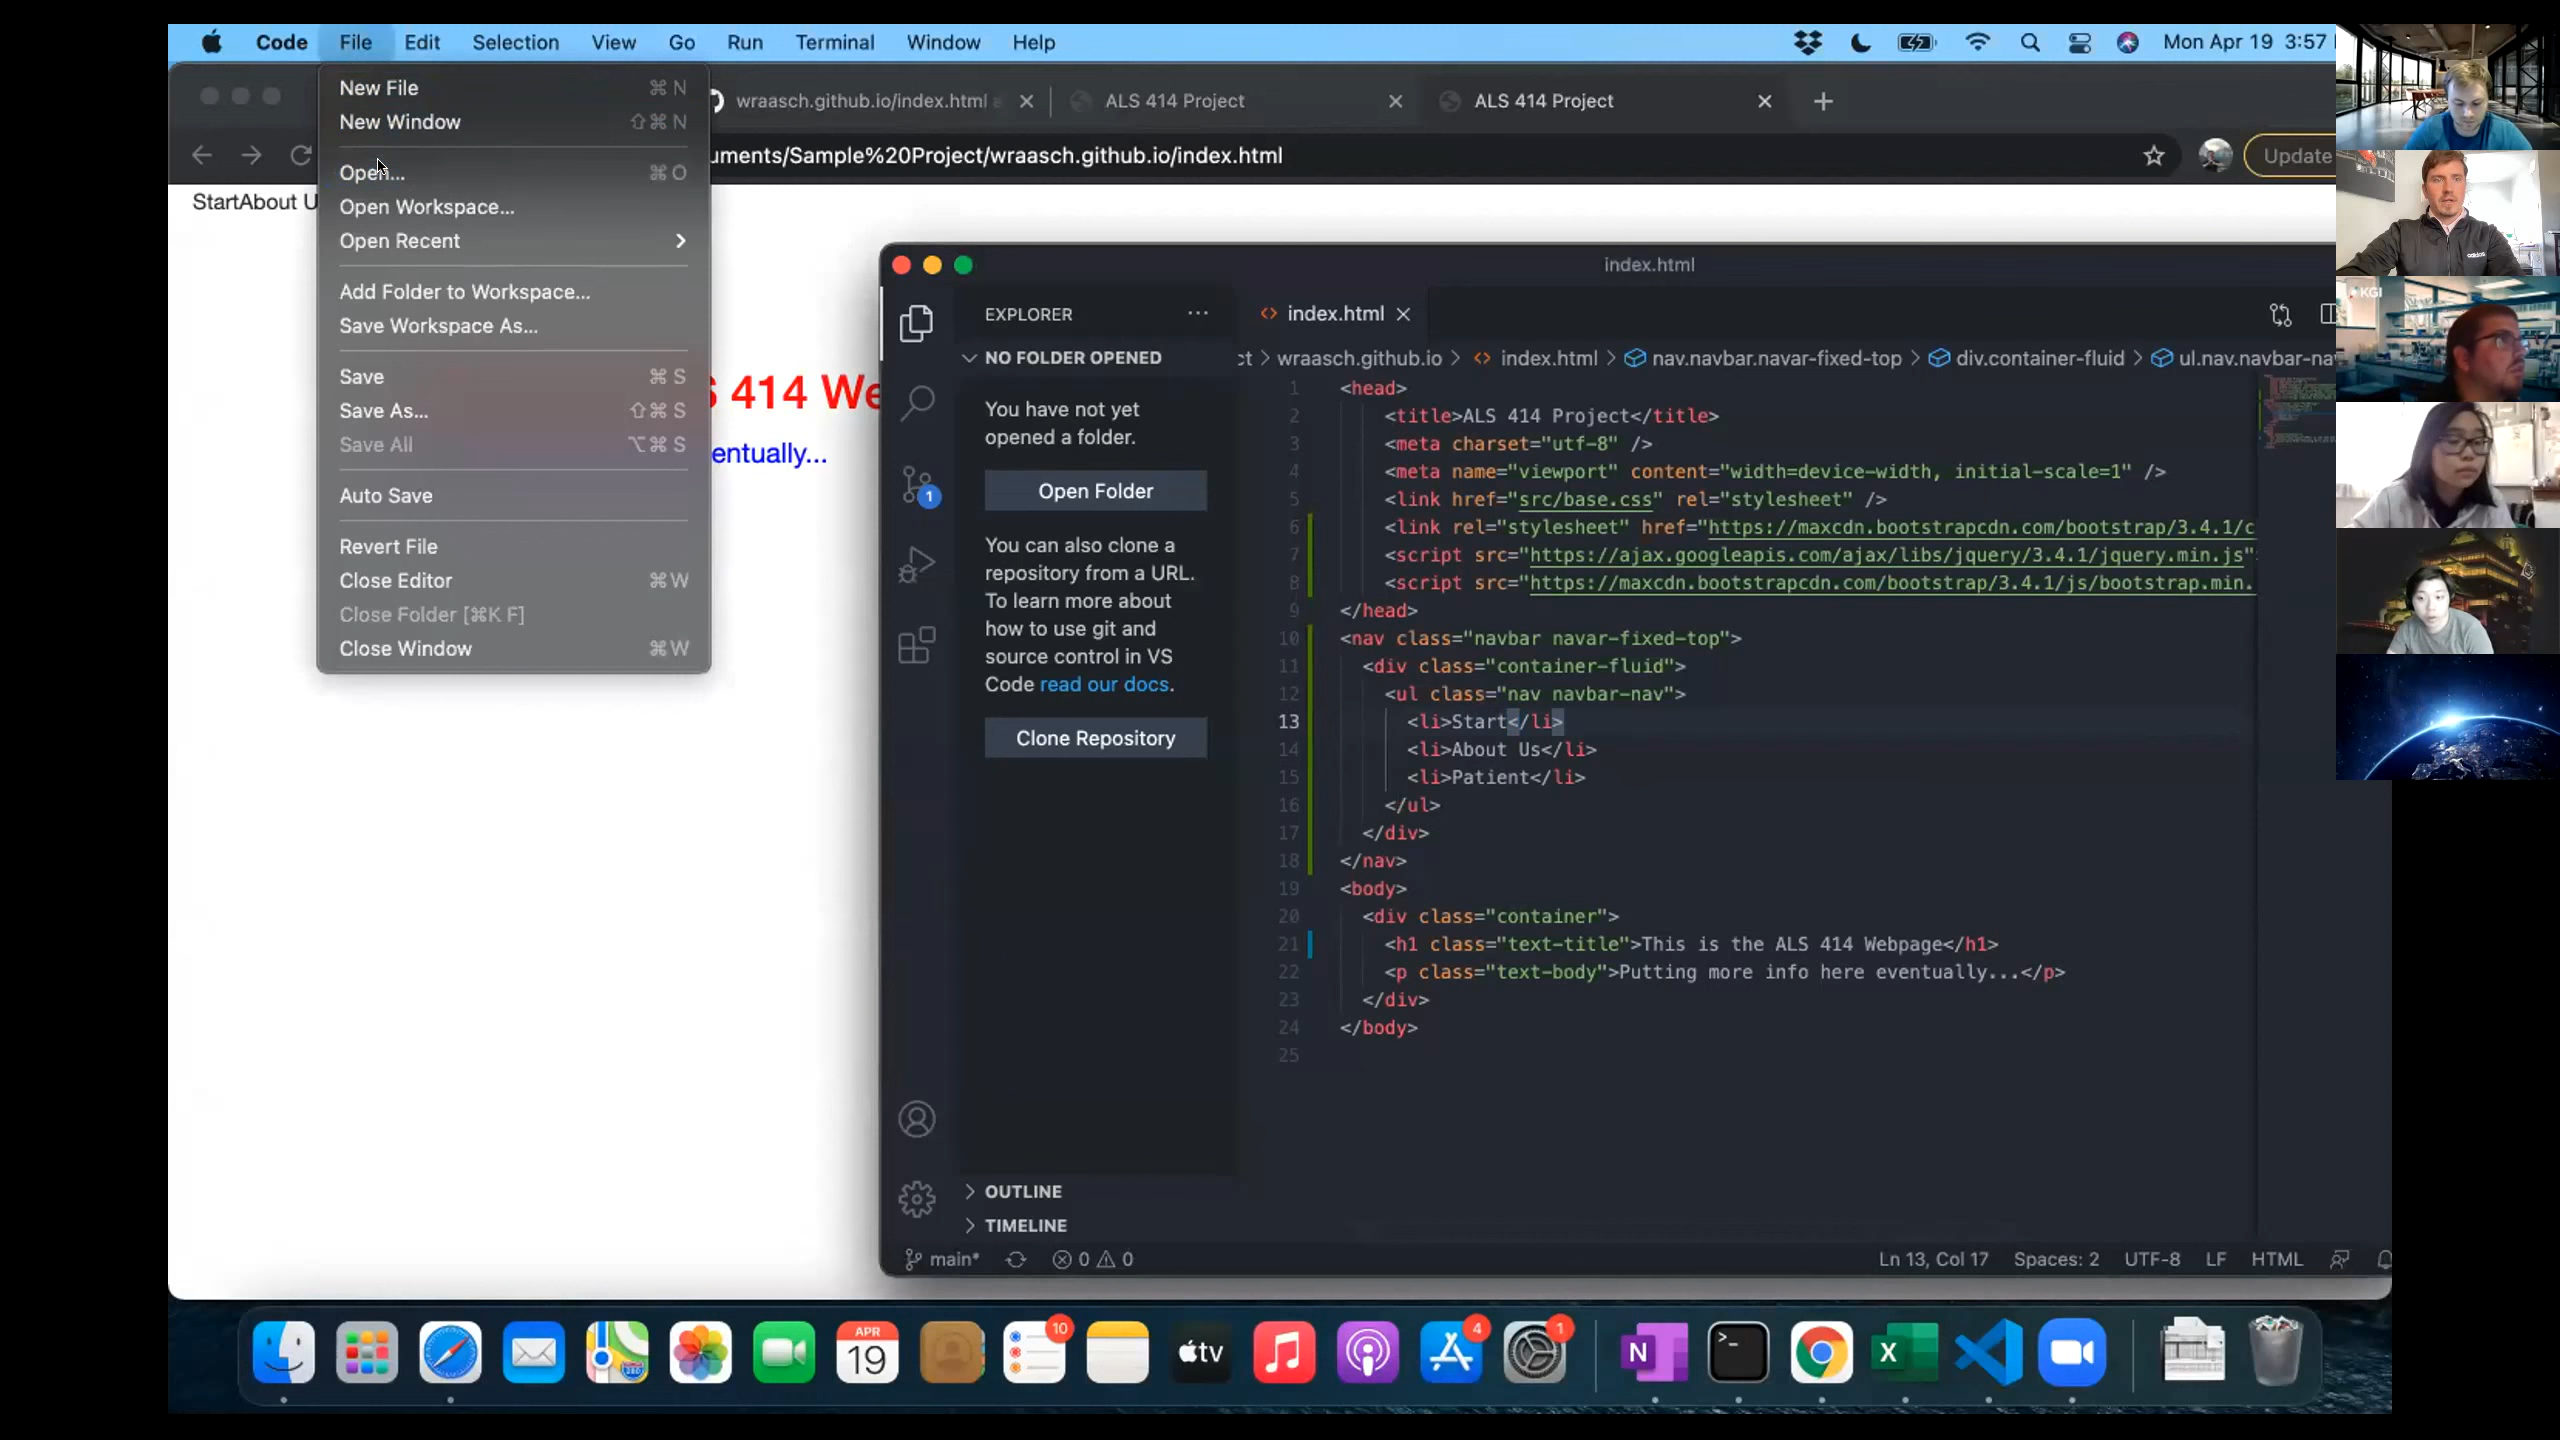 Code File Edit Selection View Go Run Terminal Window Help Mon Apr 19 3:57
New File ⌘ N
New Window ⇧⌘ N
Open... ⌘ O
Open Workspace...
Open Recent
Add Folder to Workspace...
Save Workspace As...
Save ⌘ S
Save As... ⇧⌘ S
Save All ⌥⌘ S
Auto Save
Revert File
Close Editor ⌘W
Close Folder [⌘K F]
Close Window ⌘W
wraasch.github.io/index.html ALS 414 Project ALS 414 Project
uments/Sample%20Project/wraasch.github.io/index.html Update
StartAbout U
414 We
entually...
index.html
EXPLORER
NO FOLDER OPENED
You have not yet
opened a folder.
Open Folder
You can also clone a
repository from a URL.
To learn more about
how to use git and
source control in VS
Code read our docs.
Clone Repository
OUTLINE
TIMELINE
1
index.html
ct > wraasch.github.io > index.html > nav.navbar.navar-fixed-top > div.container-fluid > ul.nav.navbar-na
1 <head>
2 <title>ALS 414 Project</title>
3 <meta charset="utf-8" />
4 <meta name="viewport" content="width=device-width, initial-scale=1" />
5 <link href="src/base.css" rel="stylesheet" />
6 <link rel="stylesheet" href="https://maxcdn.bootstrapcdn.com/bootstrap/3.4.1/c
7 <script src="https://ajax.googleapis.com/ajax/libs/jquery/3.4.1/jquery.min.js"
8 <script src="https://maxcdn.bootstrapcdn.com/bootstrap/3.4.1/js/bootstrap.min.
9 </head>
10 <nav class="navbar navar-fixed-top">
11 <div class="container-fluid">
12 <ul class="nav navbar-nav">
13 <li>Start</li>
14 <li>About Us</li>
15 <li>Patient</li>
16 </ul>
17 </div>
18 </nav>
19 <body>
20 <div class="container">
21 <h1 class="text-title">This is the ALS 414 Webpage</h1>
22 <p class="text-body">Putting more info here eventually...</p>
23 </div>
24 </body>
25
main* 0 0 Ln 13, Col 17 Spaces: 2 UTF-8 LF HTML
KGI
adidas
APR
19
10
tv
4
1
N
>_
X